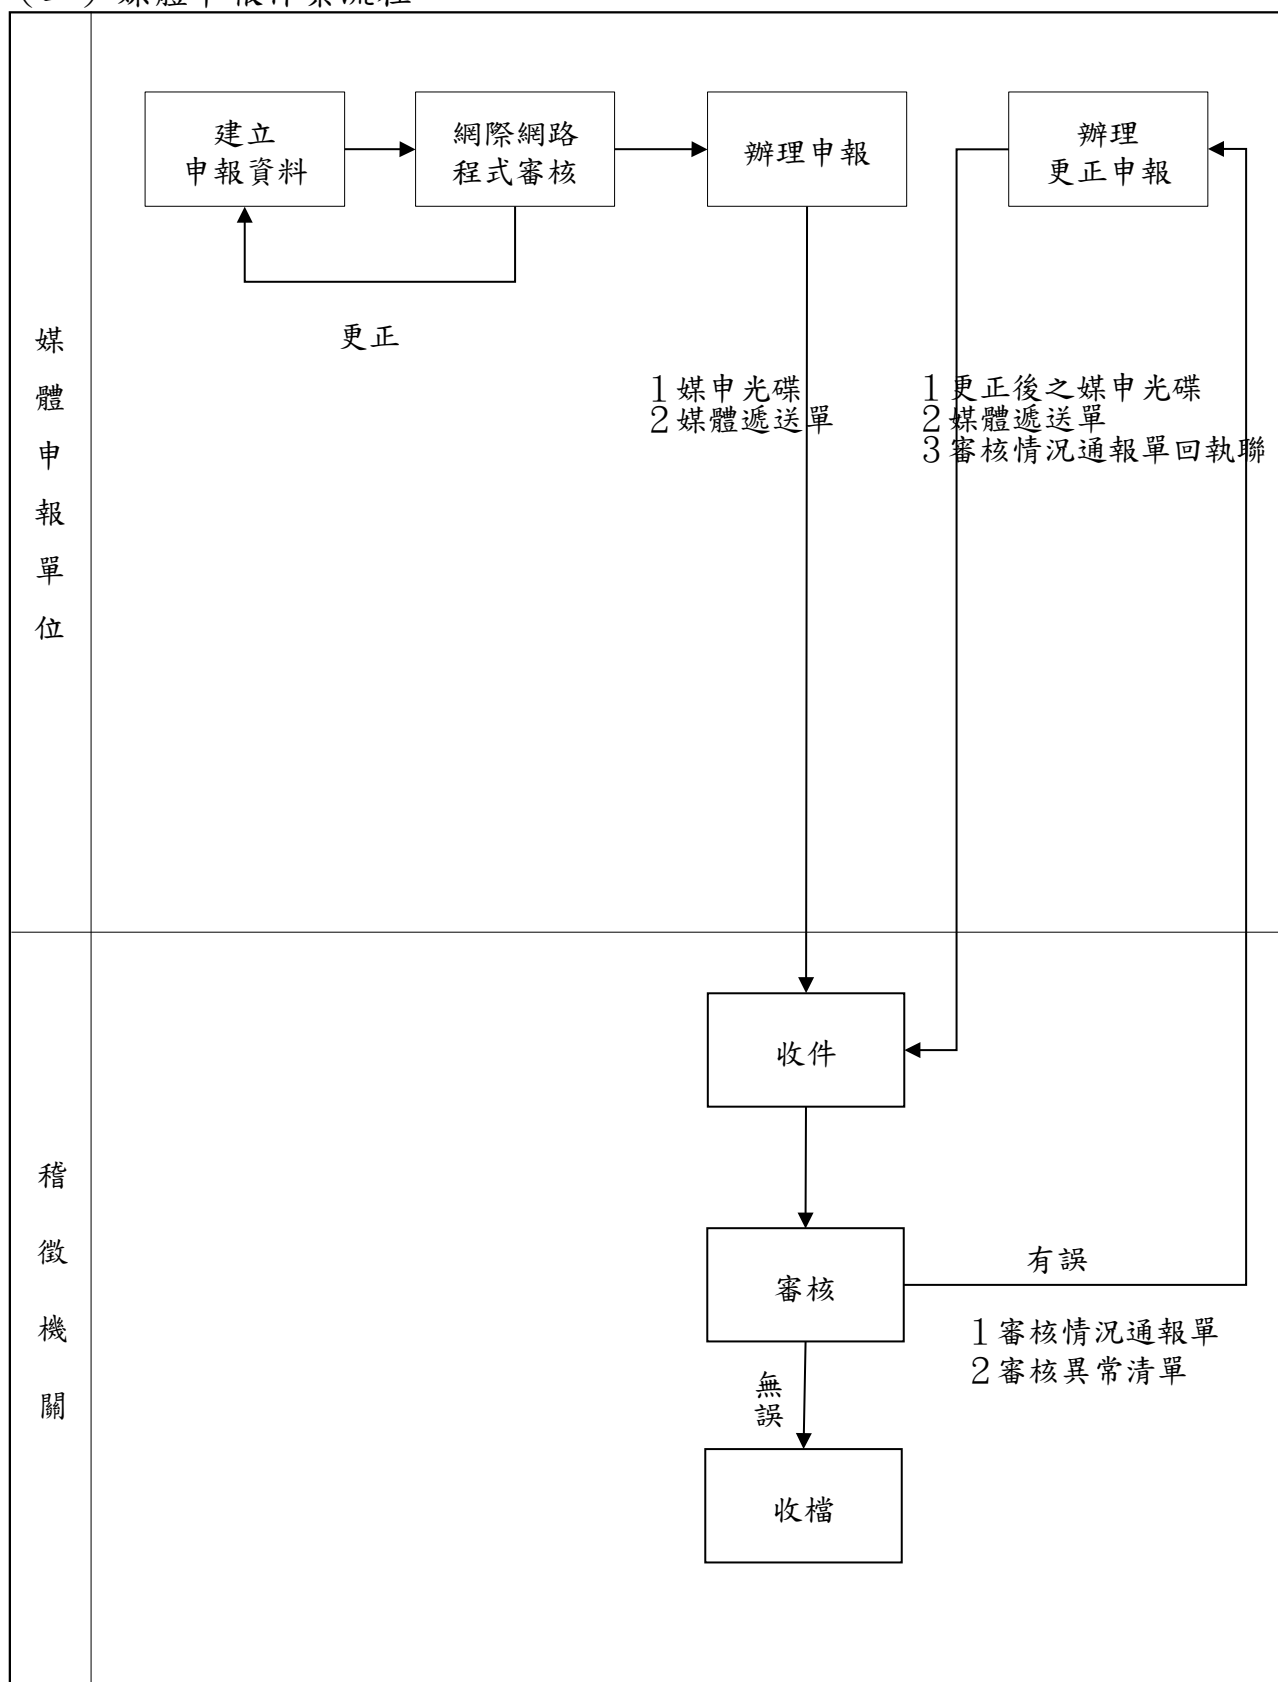 媒體申報作業流程
建立
申報資料
網際網路
程式審核
辦理申報
辦理
更正申報
更正
媒體申報單位
1媒申光碟
2媒體遞送單
1更正後之媒申光碟
2媒體遞送單
3審核情況通報單回執聯
收件
稽徵機關
審核
有誤
1審核情況通報單
2審核異常清單
無誤
收檔